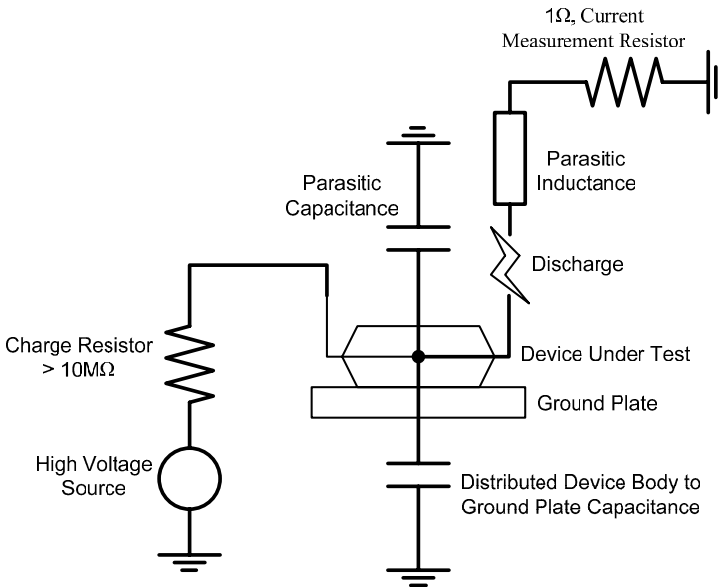 1Ω, Current
Measurement Resistor
Parasitic
Inductance
Parasitic
Capacitance
Discharge
Charge Resistor
> 10MΩ
Device Under Test
Ground Plate
High Voltage
Source
Distributed Device Body to
Ground Plate Capacitance